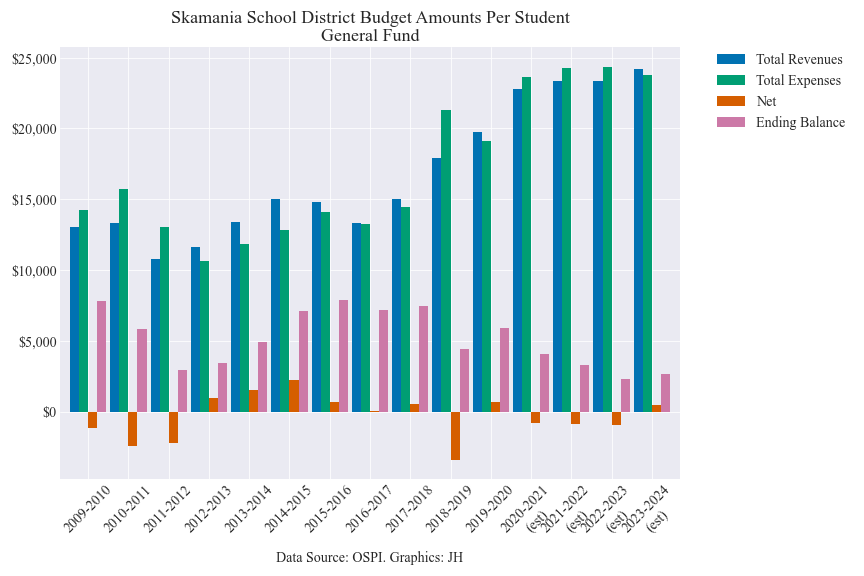 Skamania School District Budget Amounts Per Student
General Fund
$25,000
$20,000
$15,000
$10,000
$5,000
$0
Total Revenues
Total Expenses
Net
Ending Balance
2009-2010
2010-2011
2011-2012
2012-2013
2013-2014
2014-2015
2015-2016
2016-2017
2017-2018
2018-2019
2019-2020
2020-2021
(est)
2021-2022
(est)
2022-2023
(est)
2023-2024
(est)
Data Source: OSPI. Graphics: JH